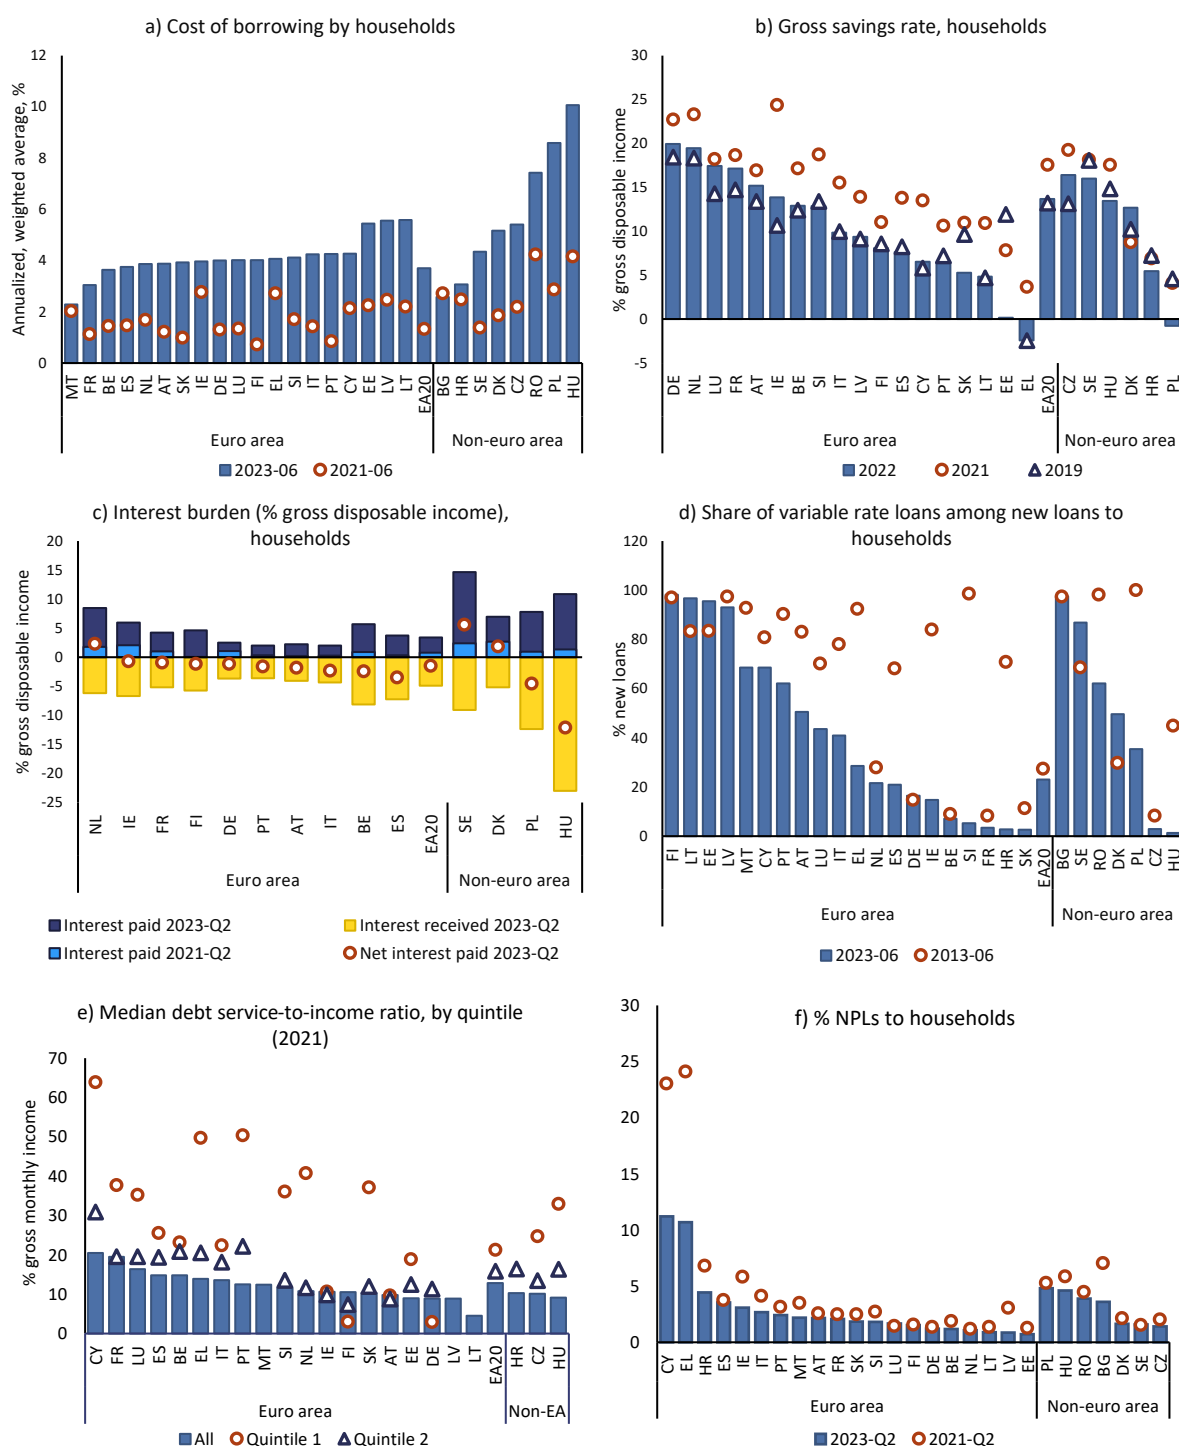 a) Cost of borrowing by households
Annualized, weighted average, %
12
10
8
6
4
2
0
MT FR BE ES NL AT SK IE DE LU FI EL SI IT PT CY EE LV LT EA20 BG HR SE DK CZ RO PL HU
Euro area Non-euro area
2023-06 2021-06
b) Gross savings rate, households
% gross disposable income
30
25
20
15
10
5
0
-5
DE NL LU FR AT IE BE SI IT LV FI ES CY PT SK LT EE EL EA20 CZ SE HU DK HR PL
Euro area Non-euro area
2022 2021 2019
c) Interest burden (% gross disposable income),
households
% gross disposable income
20
15
10
5
0
-5
-10
-15
-20
-25
NL IE FR FI DE PT AT IT BE ES EA20 SE DK PL HU
Euro area Non-euro area
Interest paid 2023-Q2 Interest received 2023-Q2
Interest paid 2021-Q2 Net interest paid 2023-Q2
d) Share of variable rate loans among new loans to
households
% new loans
120
100
80
60
40
20
0
FI LT EE LV MT CY PT AT LU IT EL NL ES DE IE BE SI FR HR SK EA20 BG SE RO DK PL CZ HU
Euro area Non-euro area
2023-06 2013-06
e) Median debt service-to-income ratio, by quintile
(2021)
% gross monthly income
70
60
50
40
30
20
10
0
CY FR LU ES BE EL IT PT MT SI NL IE FI SK AT EE DE LV LT EA20 HR CZ HU
Euro area Non-EA
All Quintile 1 Quintile 2
f) % NPLs to households
30
25
20
15
10
5
0
CY EL HR ES IE IT PT MT AT FR SK SI LU FI DE BE NL LT LV EE PL HU RO BG DK SE CZ
Euro area Non-euro area
2023-Q2 2021-Q2